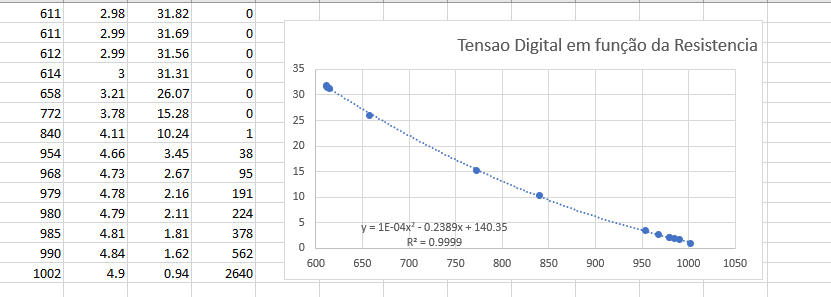 611 2.98 31.82 0
611 2.99 31.69 0
612 2.99 31.56 0
614 3 31.31 0
658 3.21 26.07 0
772 3.78 15.28 0
840 4.11 10.24 1
954 4.66 3.45 38
968 4.73 2.67 95
979 4.78 2.16 191
980 4.79 2.11 224
985 4.81 1.81 378
990 4.84 1.62 562
1002 4.9 0.94 2640
Tensao Digital em função da Resistencia
35
30
25
20
15
10
5
0
y = 1E-04x² - 0.2389x + 140.35
R² = 0.9999
600 650 700 750 800 850 900 950 1000 1050